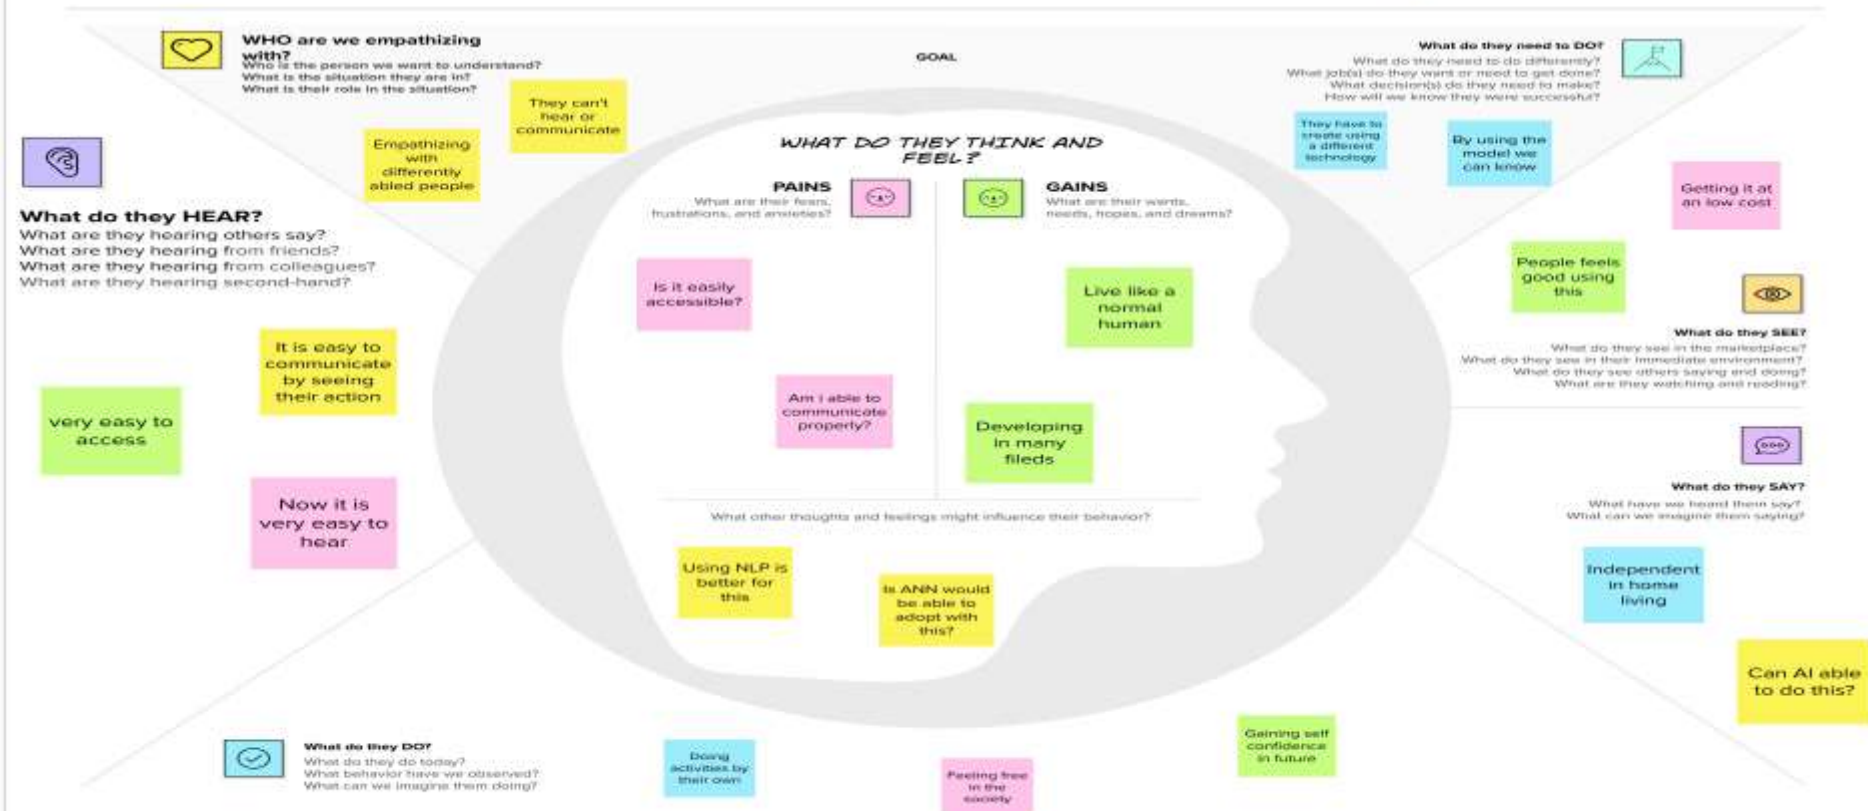 WHO are we empathizing
with?
Who is the person we want to understand?
What is the situation they are in?
What is their role in the situation?
They can't
hear or
communicate
Empathizing
with
differently
abled people
GOAL
What do they need to DO?
What do they need to do differently?
What job(s) do they want or need to get done?
What decision(s) do they need to make?
How will we know they were successful?
They have to
create using
a different
technology
By using the
model we
can know
What do they HEAR?
What are they hearing others say?
What are they hearing from friends?
What are they hearing from colleagues?
What are they hearing second-hand?
It is easy to
communicate
by seeing
their action
very easy to
access
Now it is
very easy to
hear
WHAT DO THEY THINK AND
FEEL?
PAINS
What are their fears,
frustrations, and anxieties?
GAINS
What are their wants,
needs, hopes, and dreams?
Is it easily
accessible?
Am i able to
communicate
properly?
Live like a
normal
human
Developing
in many
fileds
What other thoughts and feelings might influence their behavior?
Using NLP is
better for
this
Is ANN would
be able to
adopt with
this?
Getting it at
an low cost
People feels
good using
this
What do they SEE?
What do they see in the marketplace?
What do they see in their immediate environment?
What do they see others saying and doing?
What are they watching and reading?
What do they SAY?
What have we heard them say?
What can we imagine them saying?
Independent
in home
living
Can AI able
to do this?
What do they DO?
What do they do today?
What behavior have we observed?
What can we imagine them doing?
Doing
activities by
their own
Feeling free
in the
society
Gaining self
confidence
in future